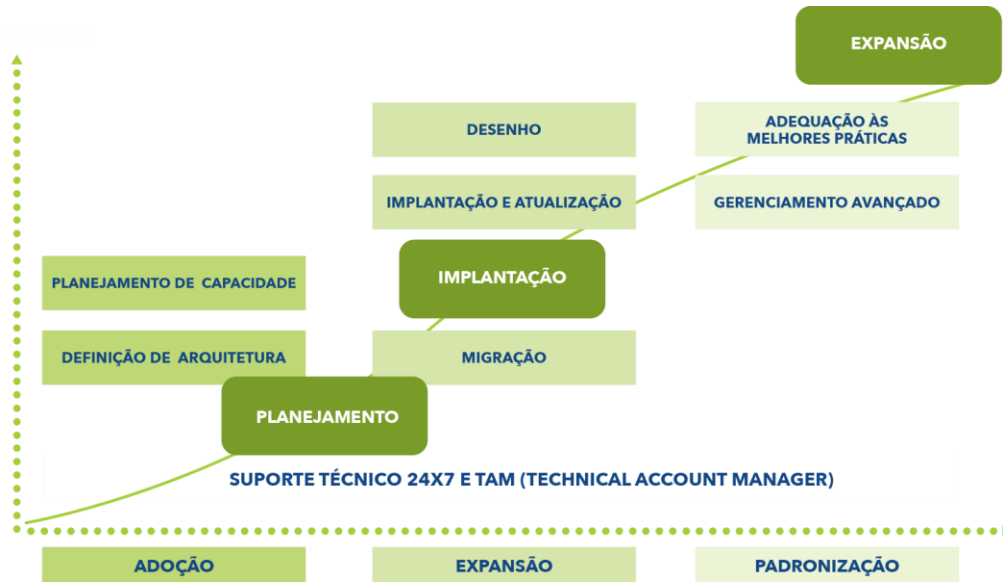 EXPANSÃO
DESENHO
ADEQUAÇÃO ÀS
MELHORES PRÁTICAS
IMPLANTAÇÃO E ATUALIZAÇÃO
GERENCIAMENTO AVANÇADO
PLANEJAMENTO DE CAPACIDADE
IMPLANTAÇÃO
DEFINIÇÃO DE ARQUITETURA
MIGRAÇÃO
PLANEJAMENTO
SUPORTE TÉCNICO 24X7 E TAM (TECHNICAL ACCOUNT MANAGER)
ADOÇÃO
EXPANSÃO
PADRONIZAÇÃO